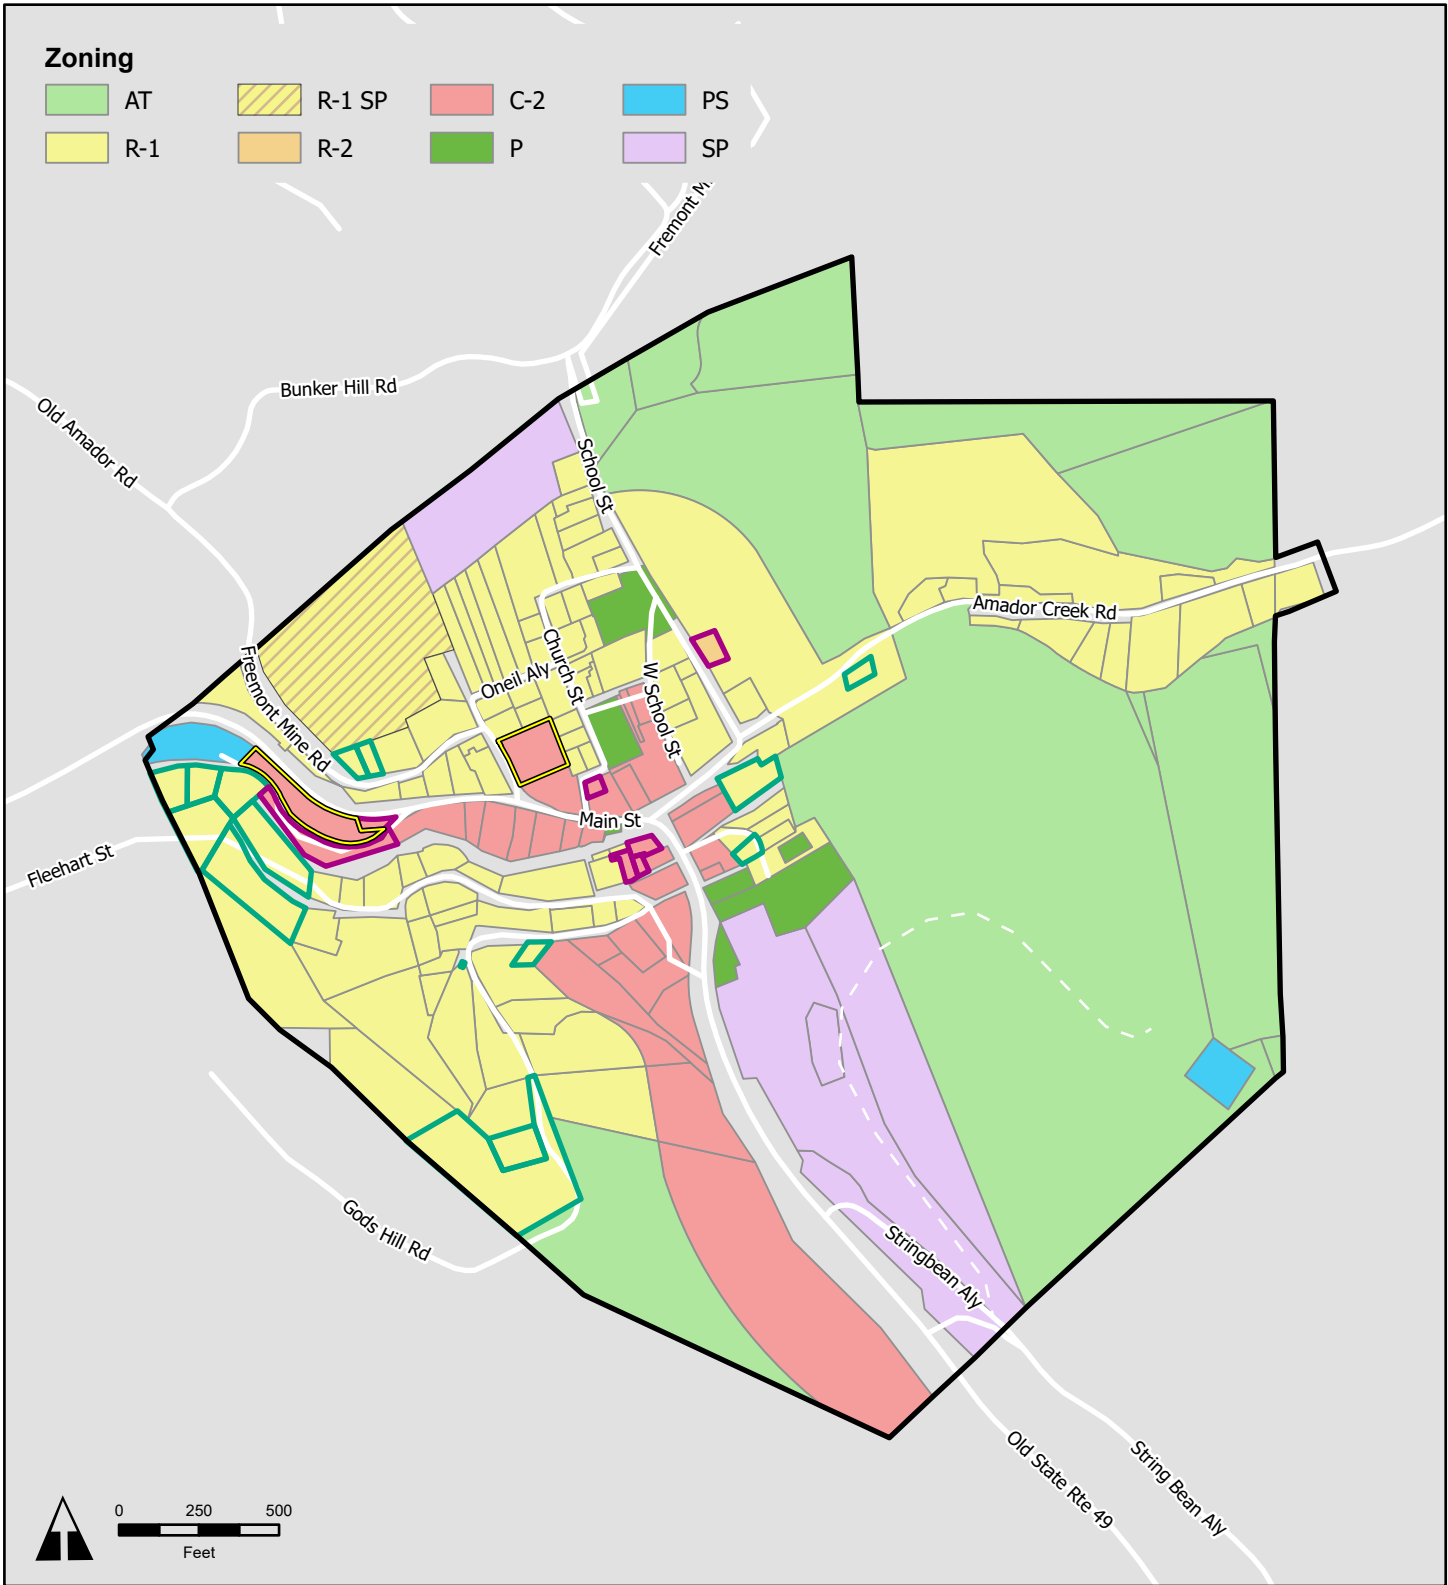 Zoning
AT
R-1 SP
C-2
PS
R-1
R-2
P
SP
Fremont M
Bunker Hill Rd
Old Amador Rd
School St
Amador Creek Rd
Church St
Oneil Aly
W School St
Freemont Mine Rd
Main St
Fleehart St
Gods Hill Rd
Stringbean Aly
Old State Rte 49
String Bean Aly
0 250 500
Feet